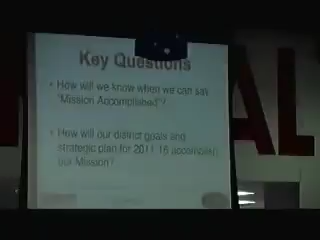 Key Questions
• How will we know when we can say
"Mission Accomplished"?
• How will our district goals and
strategic plan for 2011-16 accomplish
our Mission?
AL